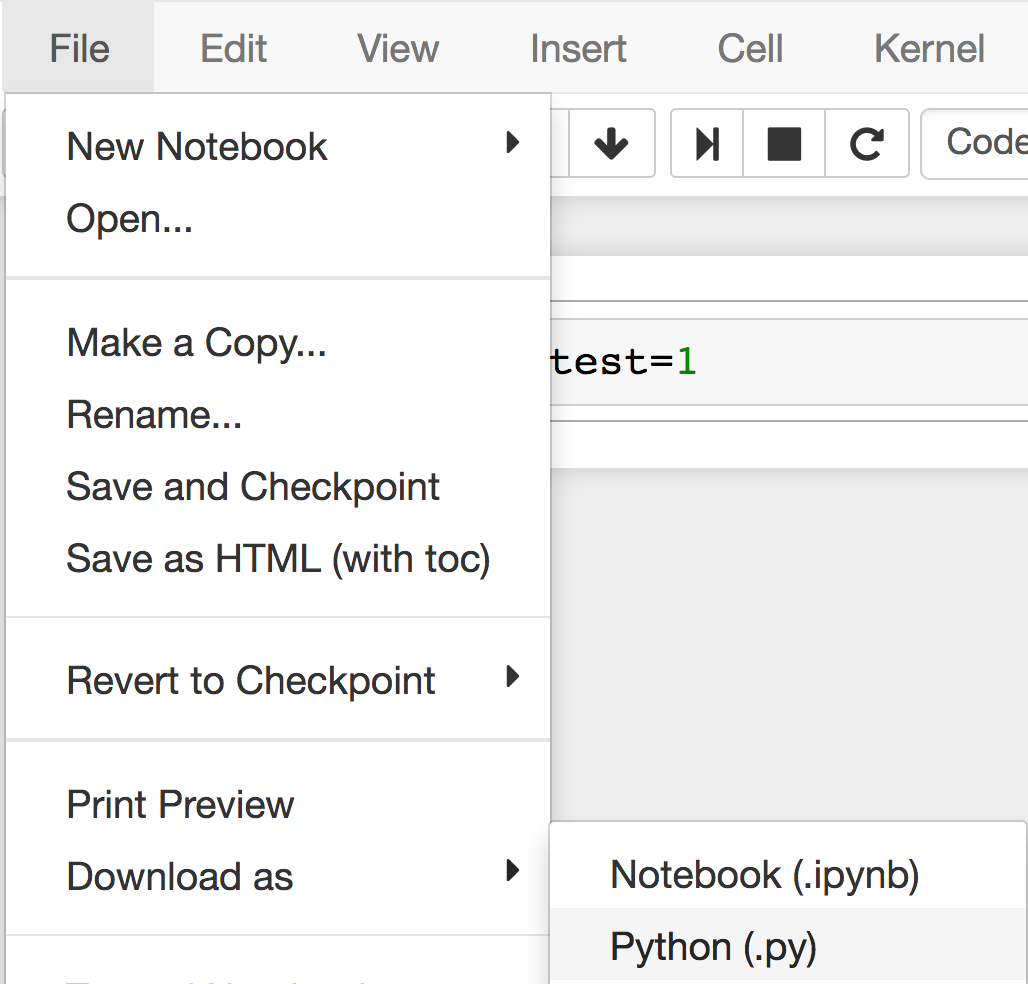 File Edit View Insert Cell Kernel
Code
New Notebook
Open...
test=1
Make a Copy...
Rename...
Save and Checkpoint
Save as HTML (with toc)
Revert to Checkpoint
Print Preview
Download as
Notebook (.ipynb)
Python (.py)